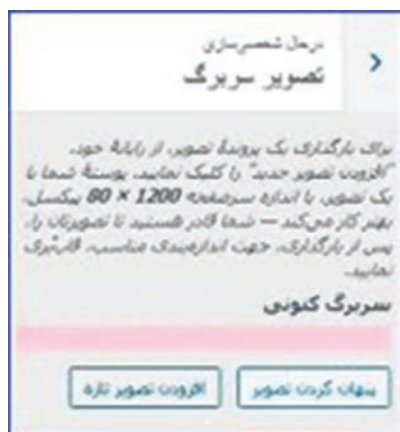 درحال شخصی‌سازی
تصویر سربرگ
برای بارگذاری یک پروندهٔ تصویر، از رایانهٔ خود،
"افزودن تصویر جدید" را کلیک نمایید، پوستهٔ شما با
یک تصویر، با اندازه سرصفحه 1200 × 80 پیکسل،
بهتر کار می‌کند — شما قادر هستید تا تصویرتان را،
پس از بارگذاری، جهت اندازه‌بندی مناسب، قاب‌بُری
نمایید.
سربرگ کنونی
پنهان کردن تصویر
افزودن تصویر تازه